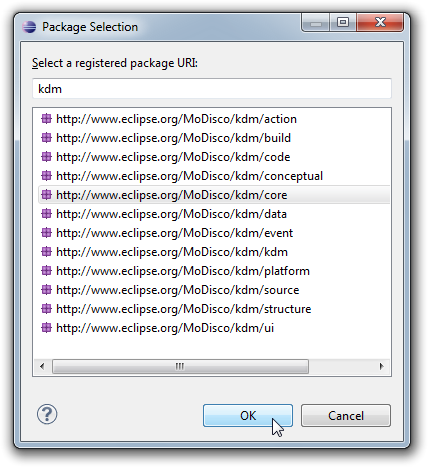 Package Selection
Select a registered package URI:
kdm
http://www.eclipse.org/MoDisco/kdm/action
http://www.eclipse.org/MoDisco/kdm/build
http://www.eclipse.org/MoDisco/kdm/code
http://www.eclipse.org/MoDisco/kdm/conceptual
http://www.eclipse.org/MoDisco/kdm/core
http://www.eclipse.org/MoDisco/kdm/data
http://www.eclipse.org/MoDisco/kdm/event
http://www.eclipse.org/MoDisco/kdm/kdm
http://www.eclipse.org/MoDisco/kdm/platform
http://www.eclipse.org/MoDisco/kdm/source
http://www.eclipse.org/MoDisco/kdm/structure
http://www.eclipse.org/MoDisco/kdm/ui
? OK Cancel